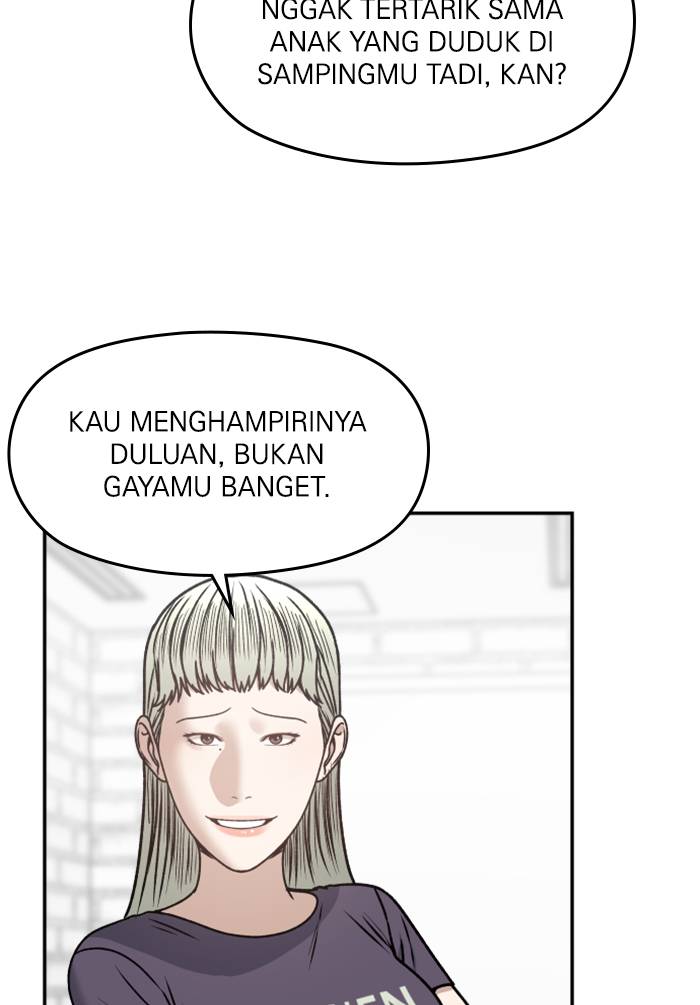 NGGAK TERTARIK SAMA
ANAK YANG DUDUK DI
SAMPINGMU TADI, KAN?
KAU MENGHAMPIRINYA
DULUAN, BUKAN
GAYAMU BANGET.